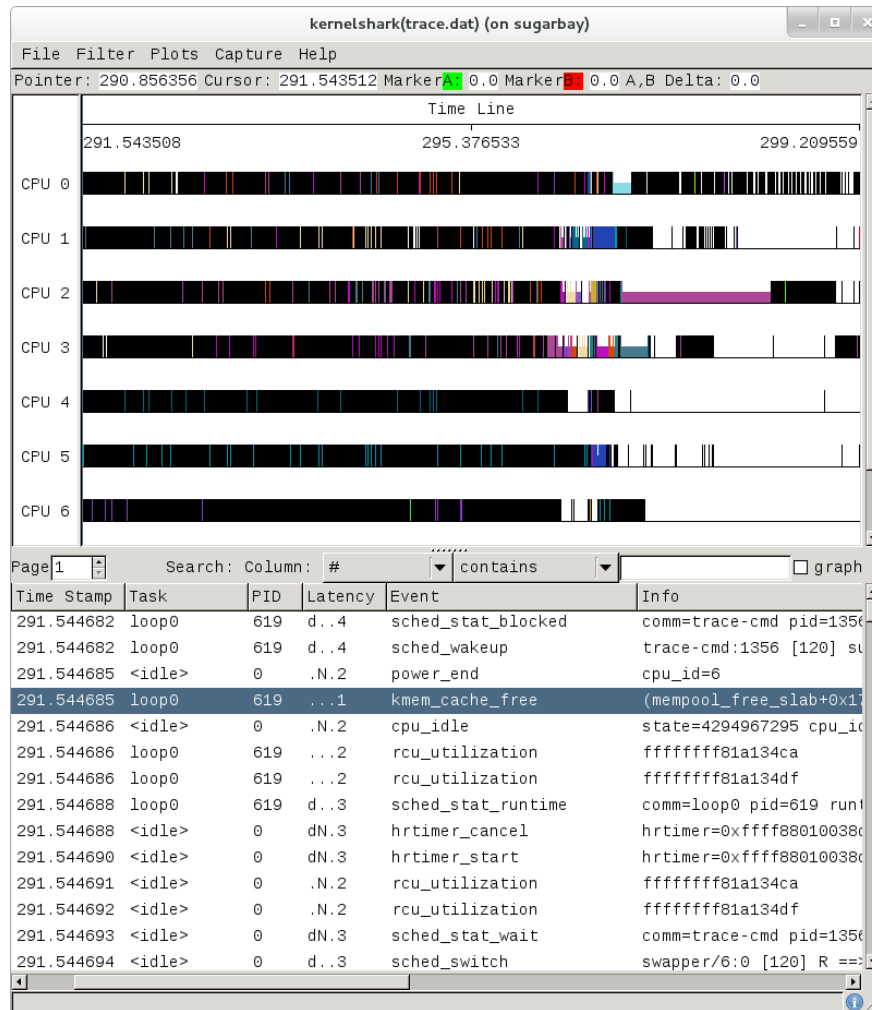 kernelshark(trace.dat) (on sugarbay)
File Filter Plots Capture Help
Pointer: 290.856356 Cursor: 291.543512 MarkerA: 0.0 MarkerB: 0.0 A,B Delta: 0.0
Time Line
291.543508 295.376533 299.209559
CPU 0
CPU 1
CPU 2
CPU 3
CPU 4
CPU 5
CPU 6
Page 1 Search: Column: # contains graph
Time Stamp Task PID Latency Event Info
291.544682 loop0 619 d..4 sched_stat_blocked comm=trace-cmd pid=1356
291.544682 loop0 619 d..4 sched_wakeup trace-cmd:1356 [120] su
291.544685 <idle> 0 .N.2 power_end cpu_id=6
291.544685 loop0 619 ...1 kmem_cache_free (mempool_free_slab+0x17
291.544686 <idle> 0 .N.2 cpu_idle state=4294967295 cpu_id
291.544686 loop0 619 ...2 rcu_utilization ffffffff81a134ca
291.544686 loop0 619 ...2 rcu_utilization ffffffff81a134df
291.544688 loop0 619 d..3 sched_stat_runtime comm=loop0 pid=619 runt
291.544688 <idle> 0 dN.3 hrtimer_cancel hrtimer=0xffff88010038d
291.544690 <idle> 0 dN.3 hrtimer_start hrtimer=0xffff88010038d
291.544691 <idle> 0 .N.2 rcu_utilization ffffffff81a134ca
291.544692 <idle> 0 .N.2 rcu_utilization ffffffff81a134df
291.544693 <idle> 0 dN.3 sched_stat_wait comm=trace-cmd pid=1356
291.544694 <idle> 0 d..3 sched_switch swapper/6:0 [120] R ==>